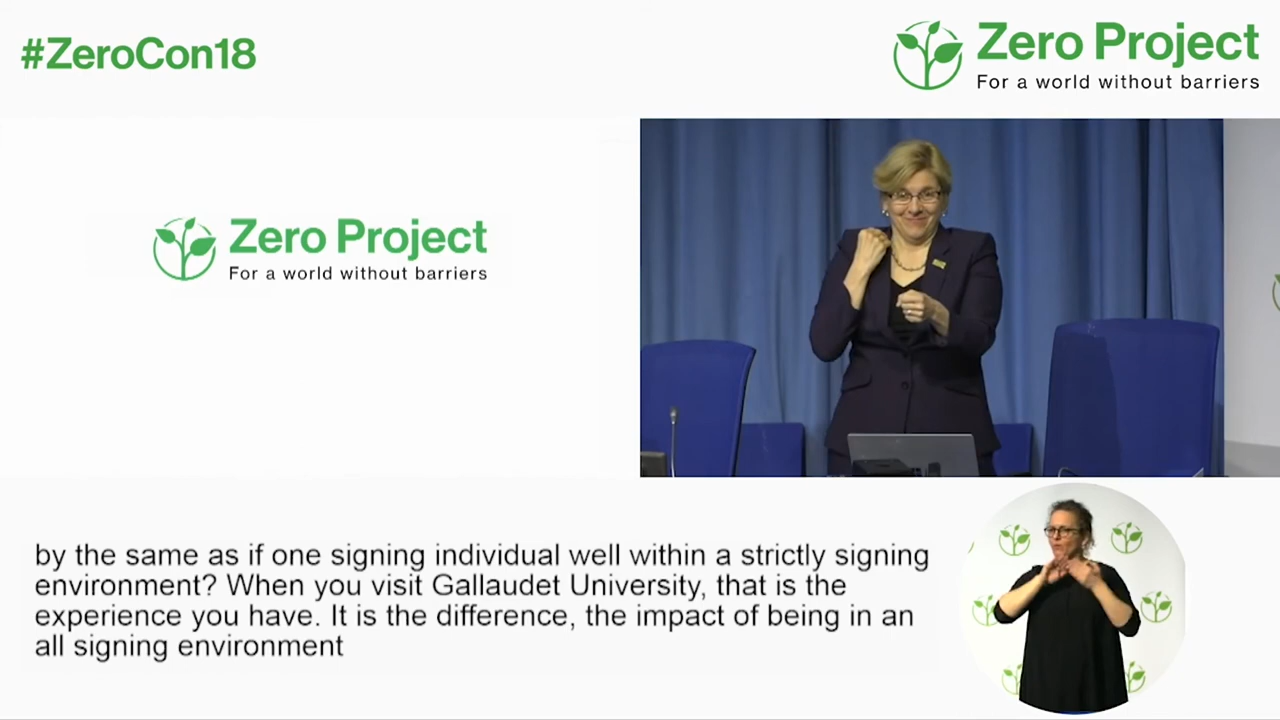 #ZeroCon18
Zero Project
For a world without barriers
Zero Project
For a world without barriers
by the same as if one signing individual well within a strictly signing
environment? When you visit Gallaudet University, that is the
experience you have. It is the difference, the impact of being in an
all signing environment